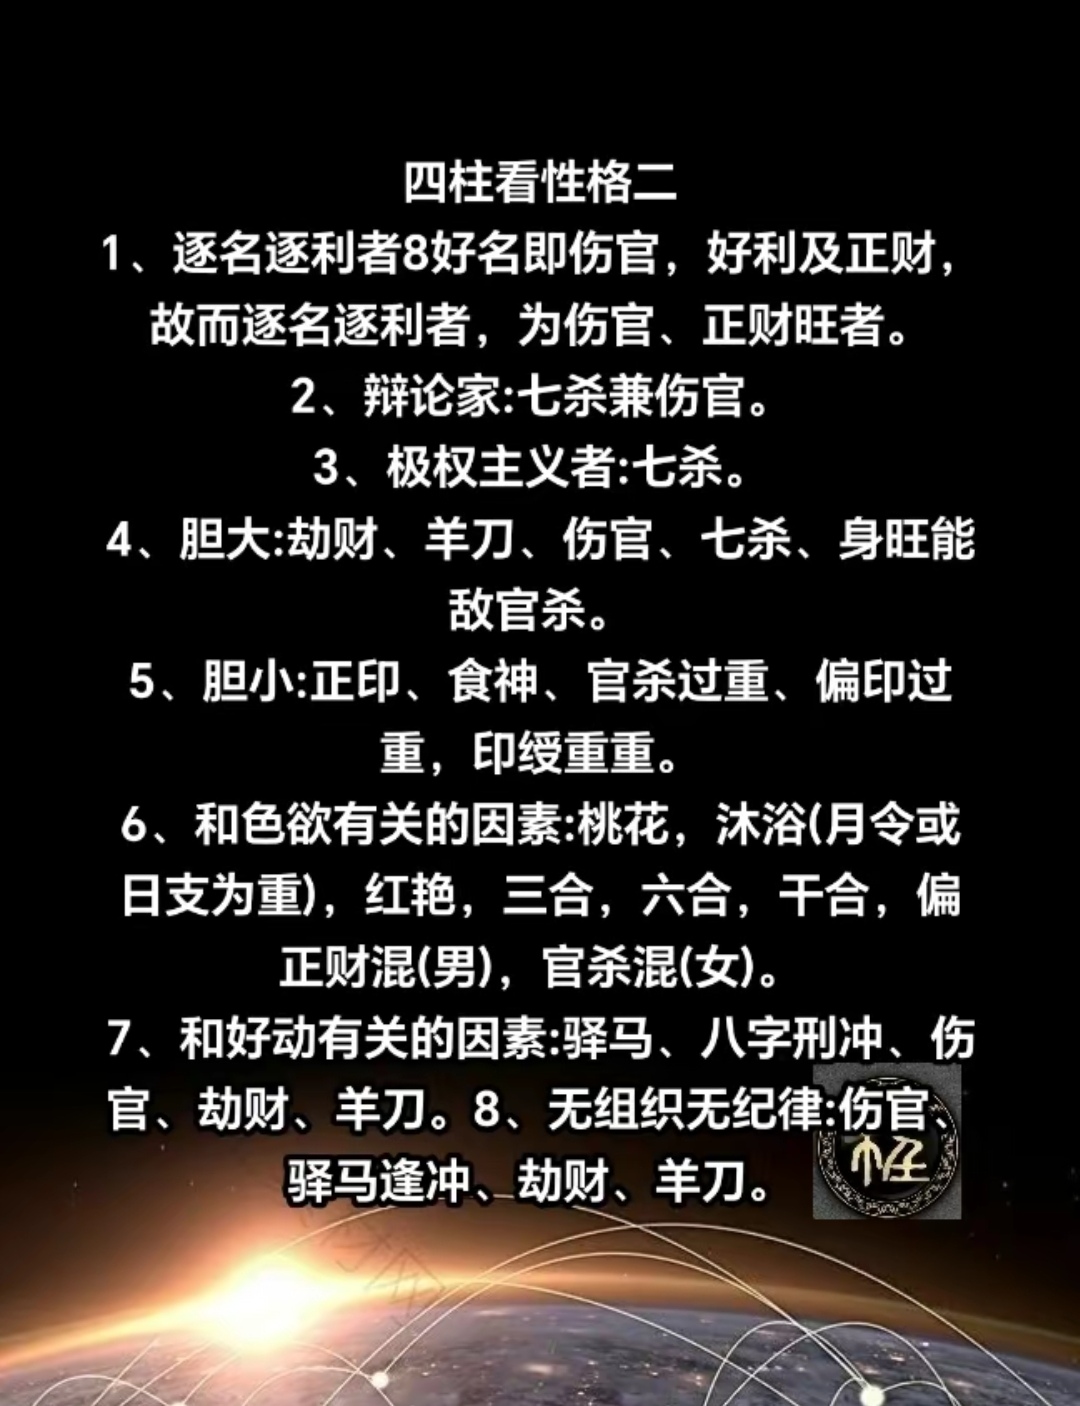 四柱看性格二
1、逐名逐利者8好名即伤官，好利及正财，
故而逐名逐利者，为伤官、正财旺者。
2、辩论家:七杀兼伤官。
3、极权主义者:七杀。
4、胆大:劫财、羊刀、伤官、七杀、身旺能
敌官杀。
5、胆小:正印、食神、官杀过重、偏印过
重，印绶重重。
6、和色欲有关的因素:桃花，沐浴(月令或
日支为重)，红艳，三合，六合，干合，偏
正财混(男)，官杀混(女)。
7、和好动有关的因素:驿马、八字刑冲、伤
官、劫财、羊刀。8、无组织无纪律:伤官、
驿马逢冲、劫财、羊刀。